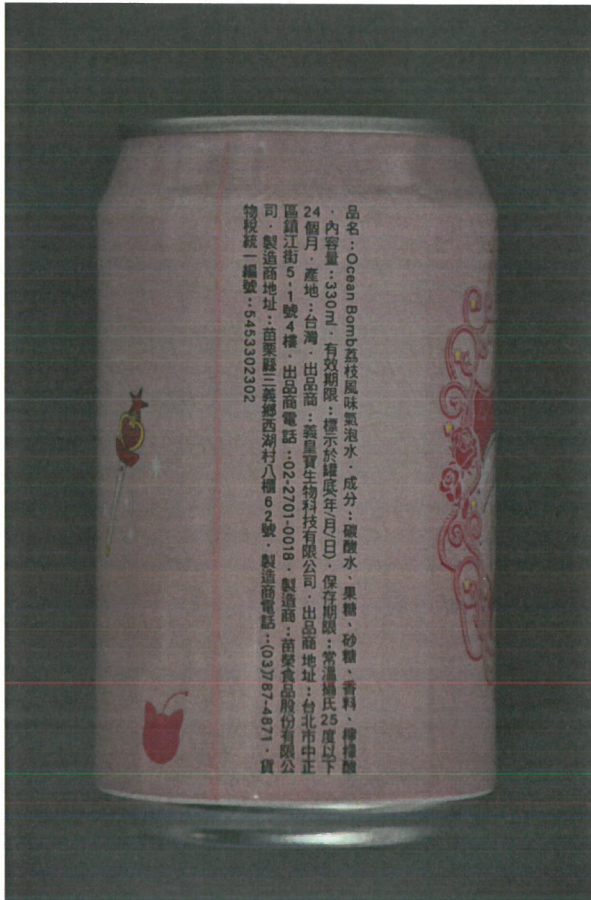 品名：Ocean Bomb荔枝風味氣泡水．成分：碳酸水、果糖、砂糖、香料、檸檬酸
．內容量：330㎖．有效期限：標示於罐底(年/月/日)．保存期限：常溫攝氏25度以下
24個月．產地：台灣．出品商：義皇寶生物科技有限公司．出品商地址：台北市中正
區鎮江街5-1號4樓．出品商電話：02-2701-0018．製造商：苗榮食品股份有限公
司．製造商地址：苗栗縣三義鄉西湖村八櫃62號．製造商電話：(03)787-4871．貨
物稅統一編號：5453302302